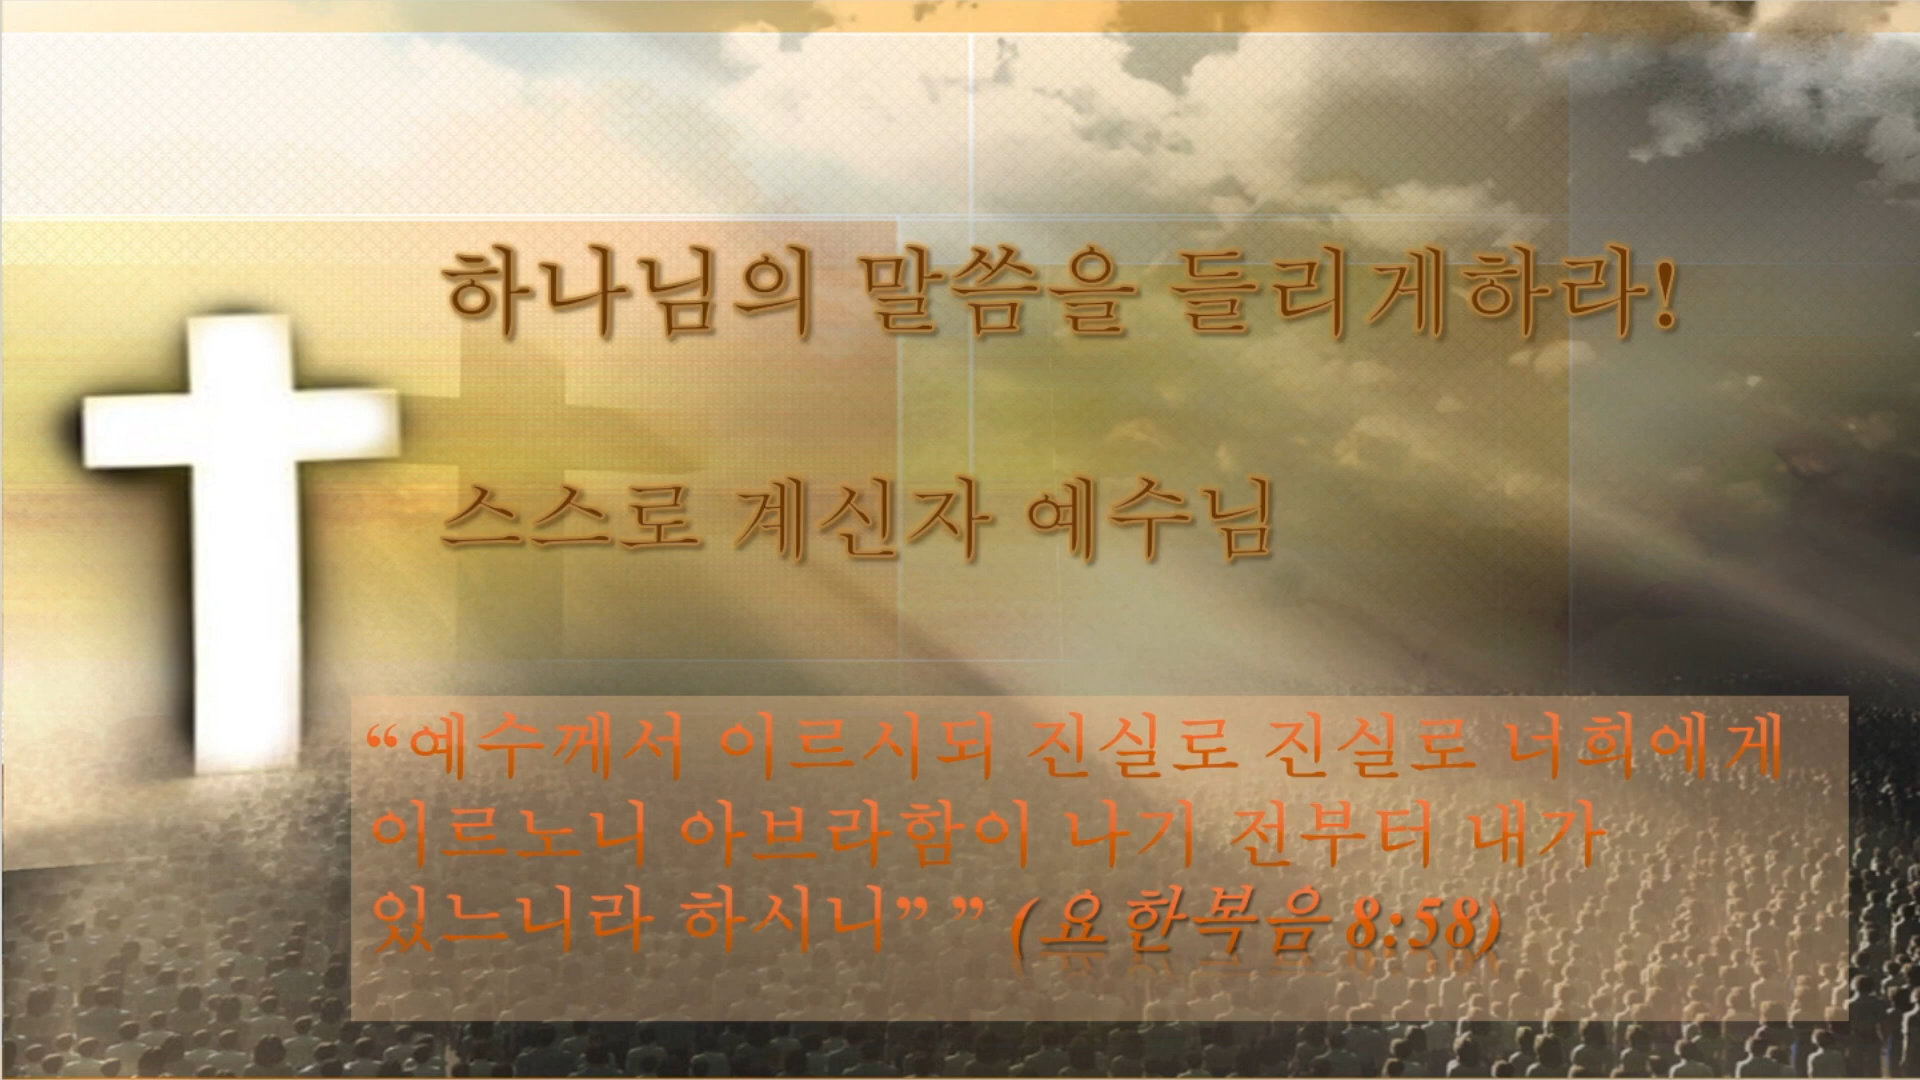 하나님의 말씀을 들리게하라!
스스로 계신자 예수님
“예수께서 이르시되 진실로 진실로 너희에게
이르노니 아브라함이 나기 전부터 내가
있느니라 하시니” ” (요한복음 8:58)